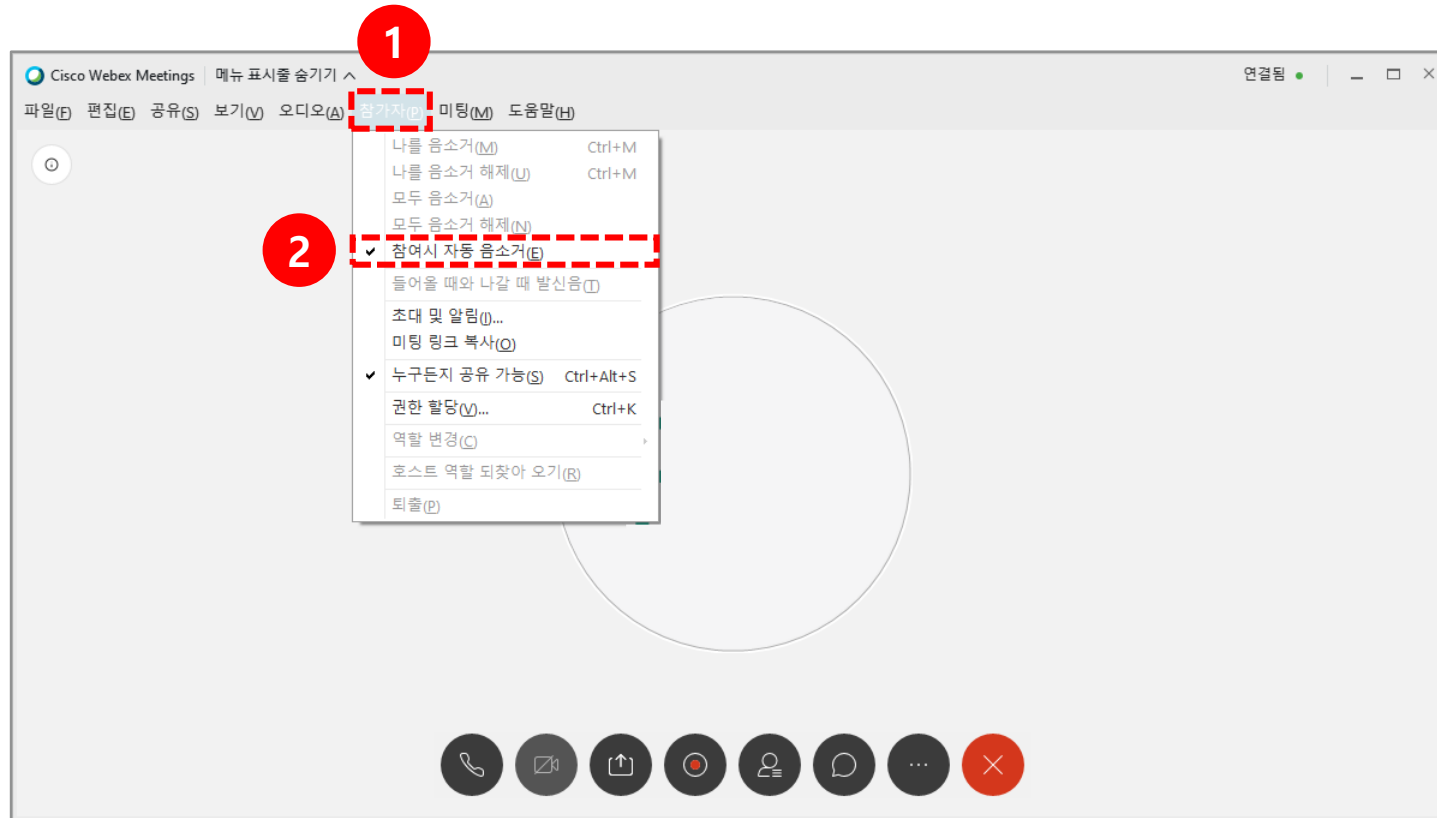 1
Cisco Webex Meetings 메뉴 표시줄 숨기기 연결됨
파일(F) 편집(E) 공유(S) 보기(V) 오디오(A) 참가자(P) 미팅(M) 도움말(H)
나를 음소거(M) Ctrl+M
나를 음소거 해제(U) Ctrl+M
모두 음소거(A)
모두 음소거 해제(N)
2
참여시 자동 음소거(E)
들어올 때와 나갈 때 발신음(T)
초대 및 알림(I)...
미팅 링크 복사(O)
누구든지 공유 가능(S) Ctrl+Alt+S
권한 할당(V)... Ctrl+K
역할 변경(C)
호스트 역할 되찾아 오기(R)
퇴출(P)